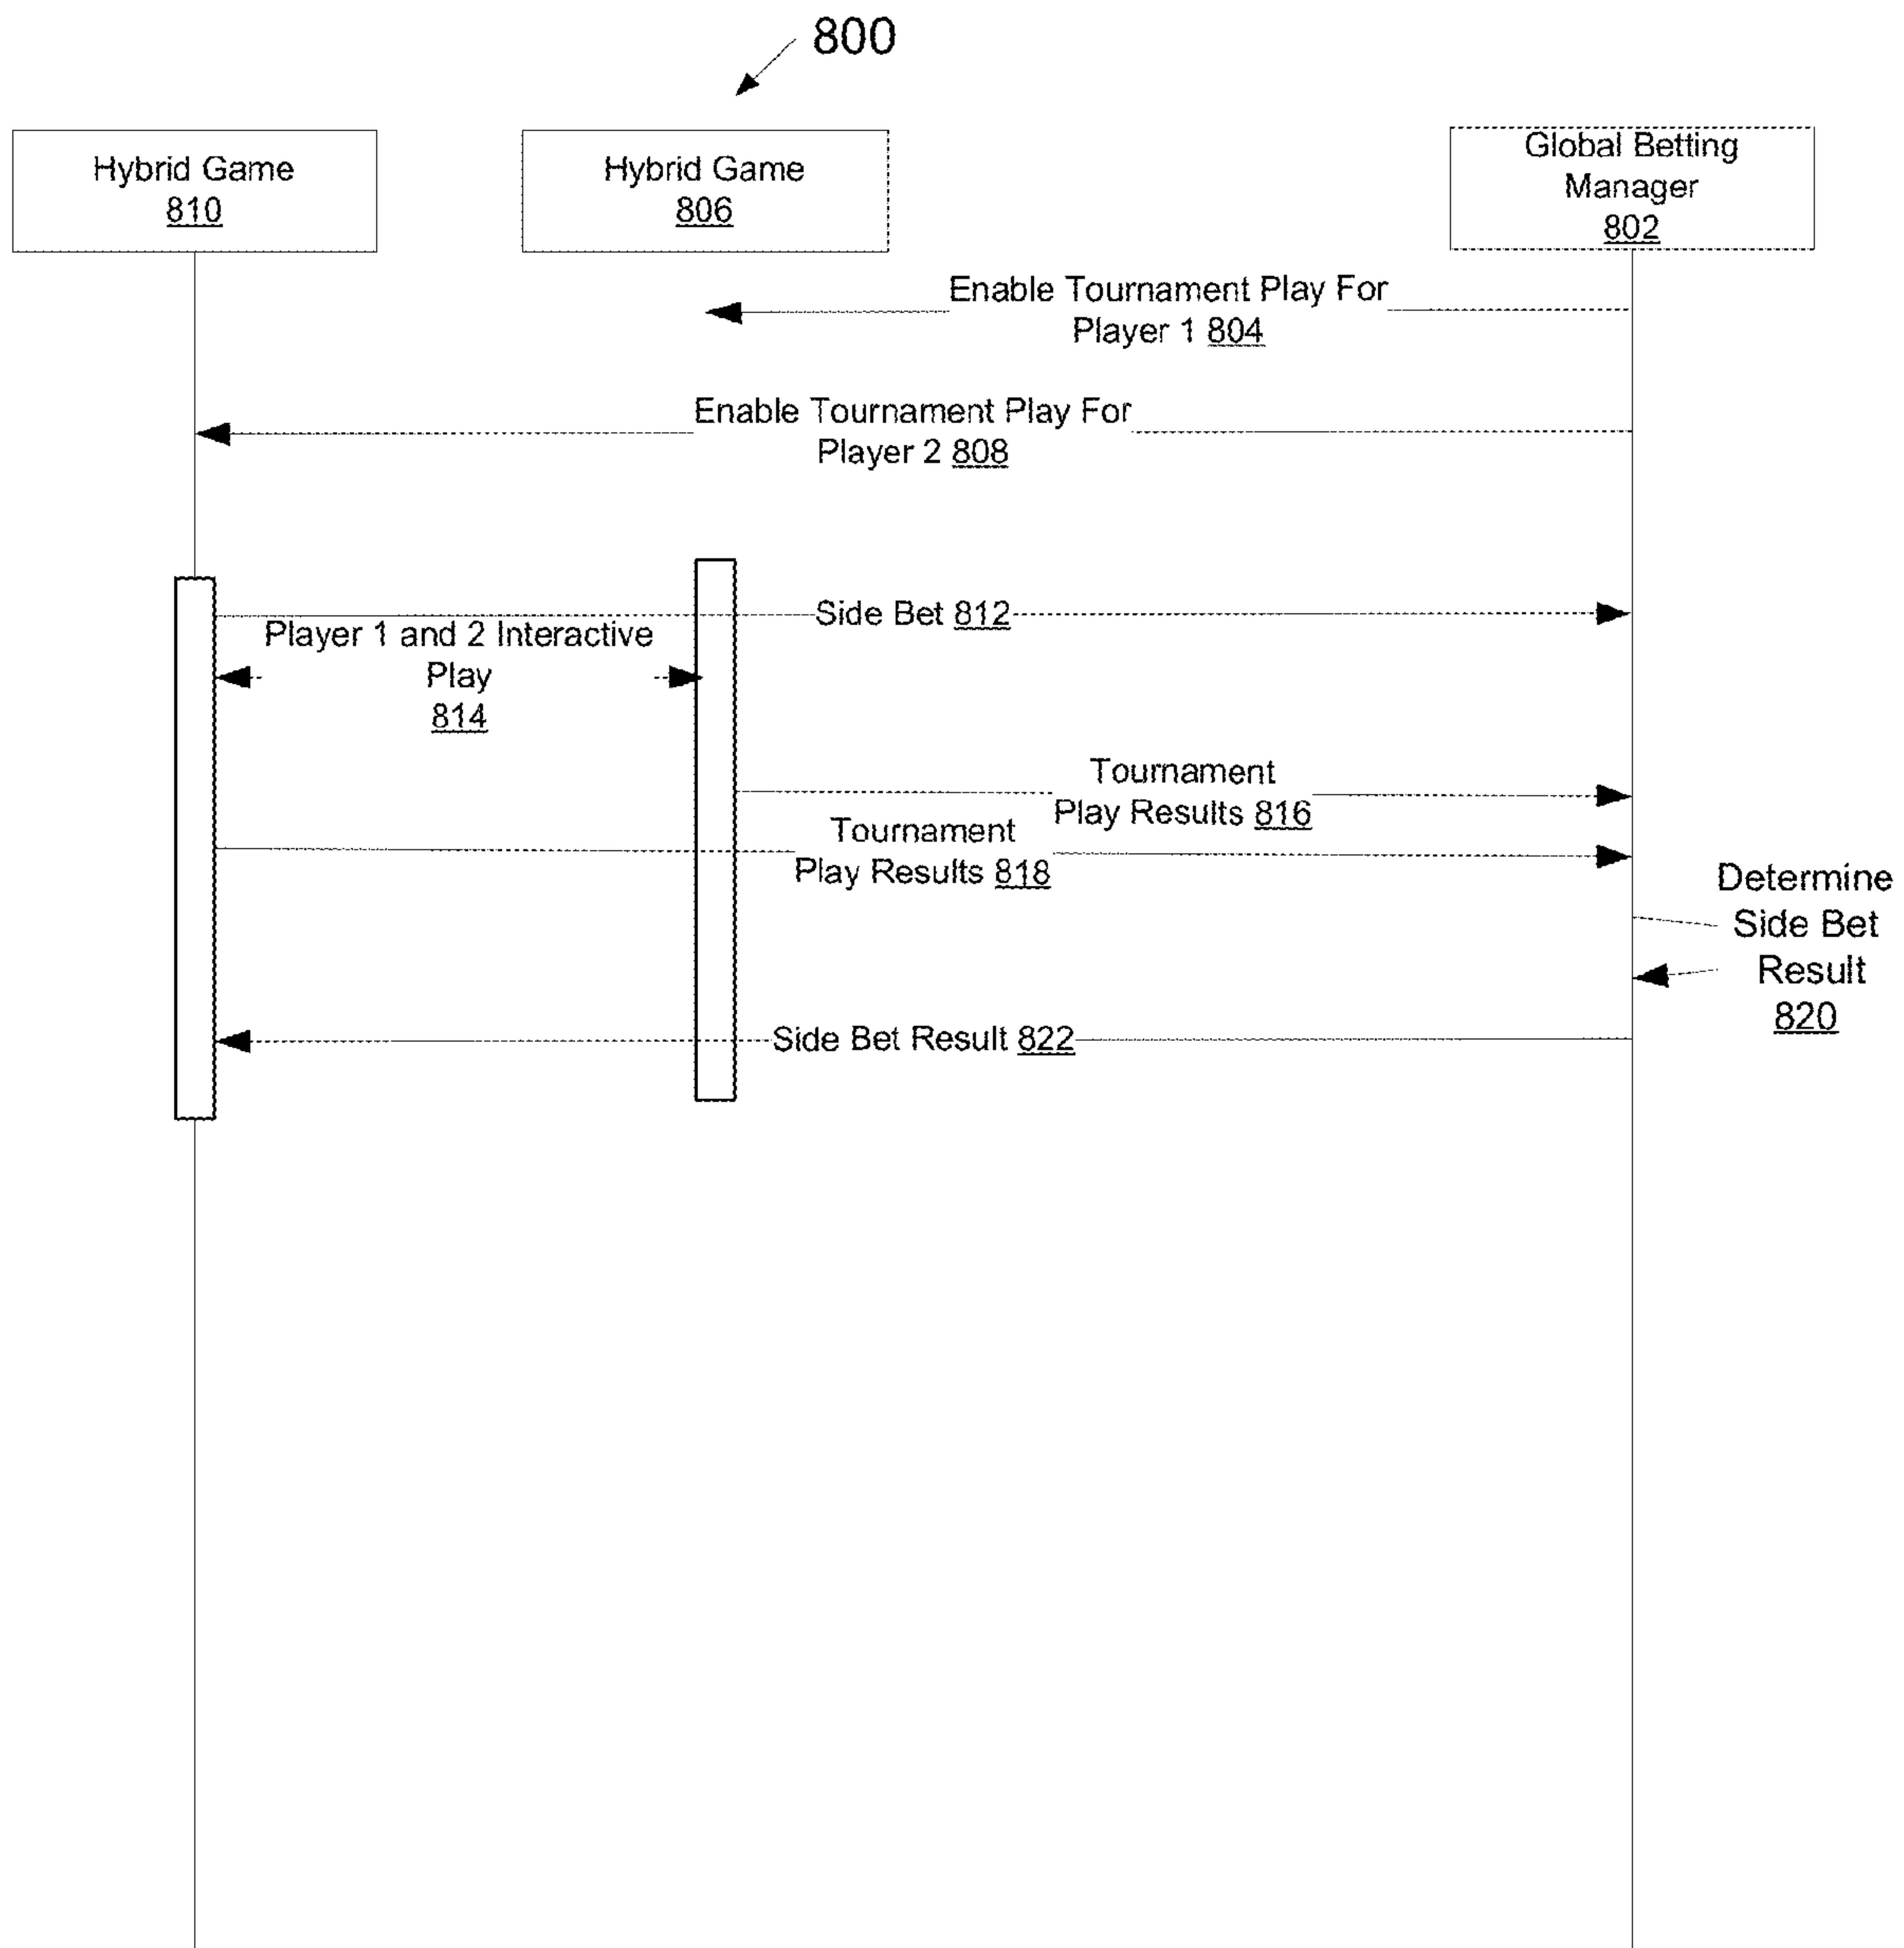 800
Hybrid Game
810
Hybrid Game
806
Global Betting
Manager
802
Enable Tournament Play For
Player 1 804
Enable Tournament Play For
Player 2 808
Side Bet 812
Player 1 and 2 Interactive
Play
814
Tournament
Play Results 816
Tournament
Play Results 818
Determine
Side Bet
Result
820
Side Bet Result 822